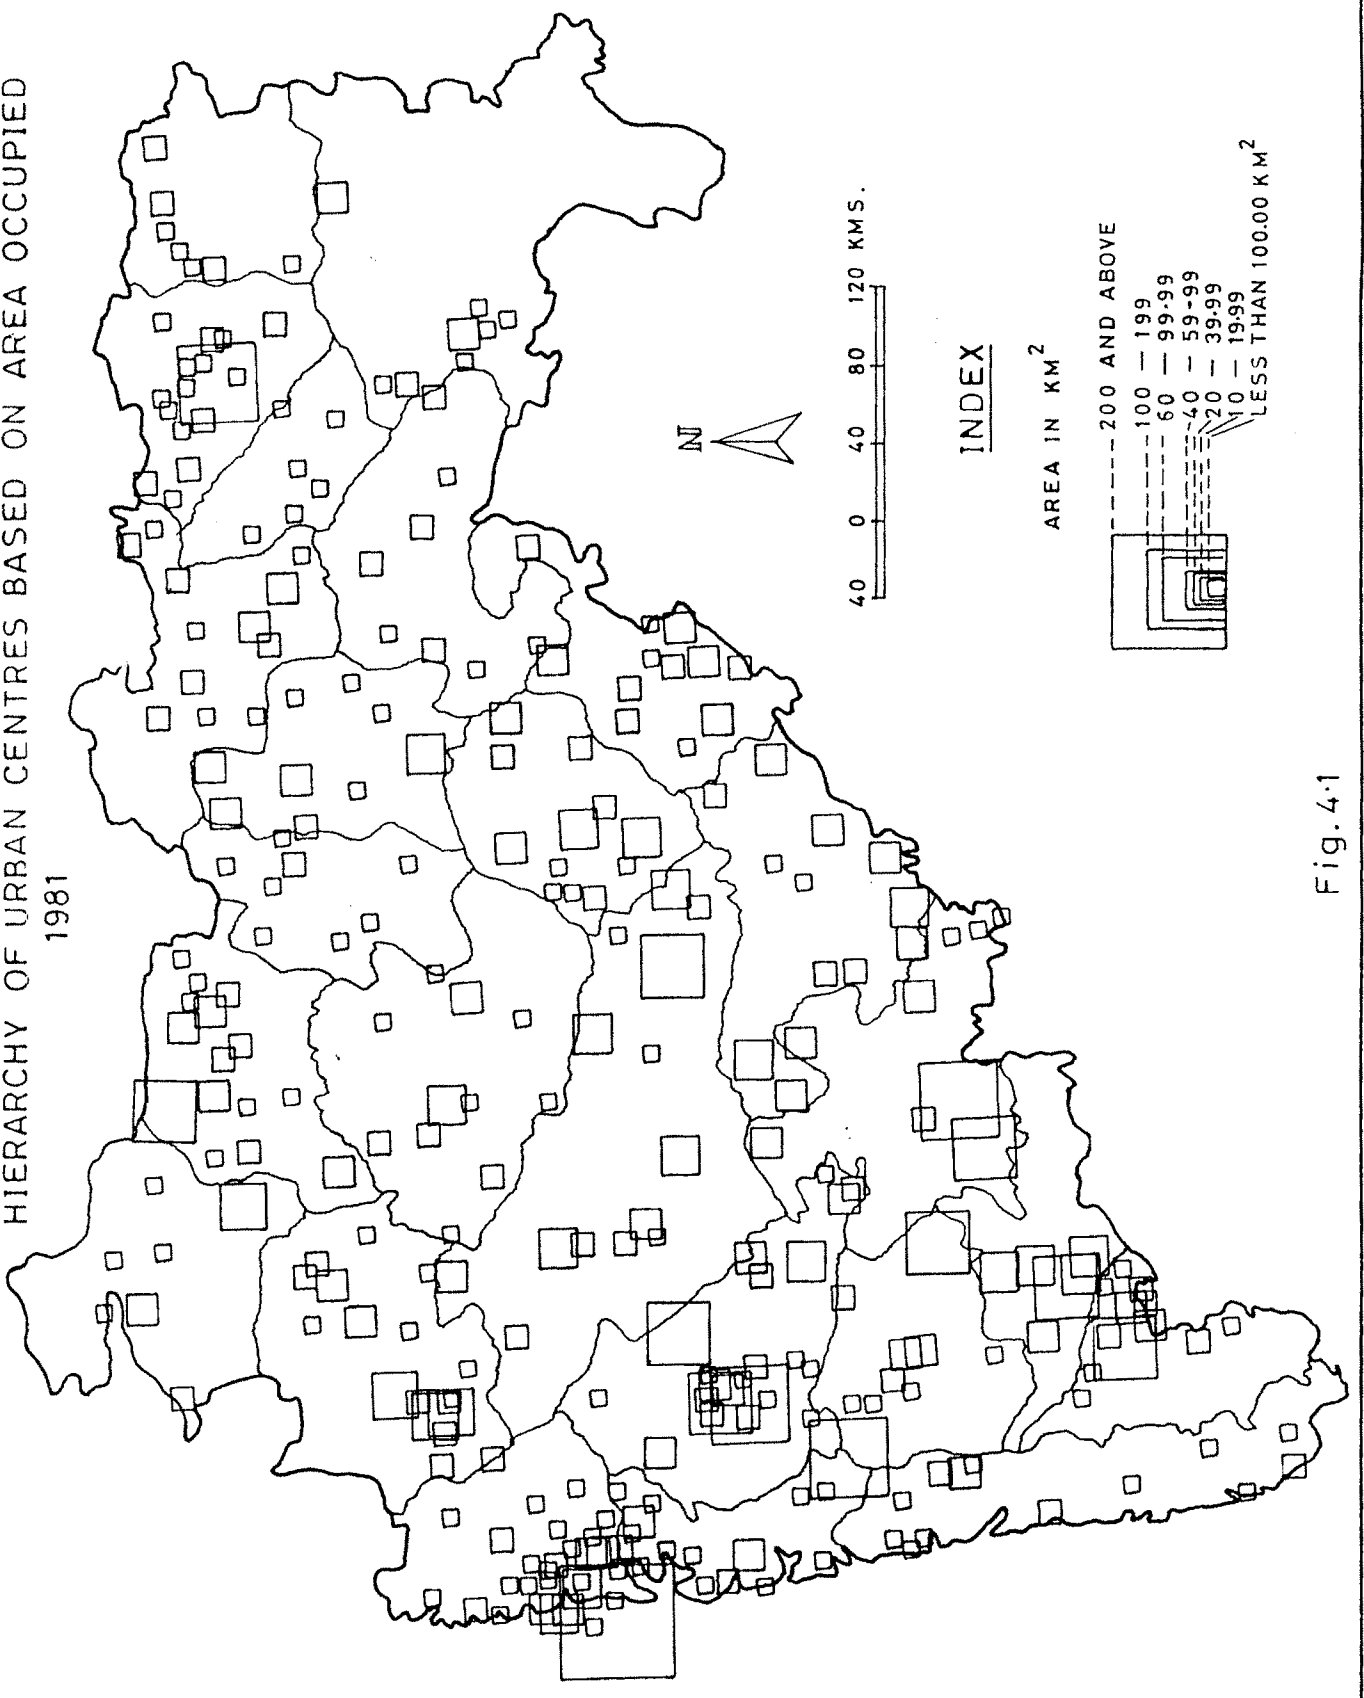 HIERARCHY OF URBAN CENTRES BASED ON AREA OCCUPIED
1981
N
40 0 40 80 120 KMS.
INDEX
AREA IN KM²
200 AND ABOVE
100 — 199
60 — 99·99
40 — 59-99
20 — 39·99
10 — 19·99
LESS THAN 100.00 KM²
Fig. 4·1